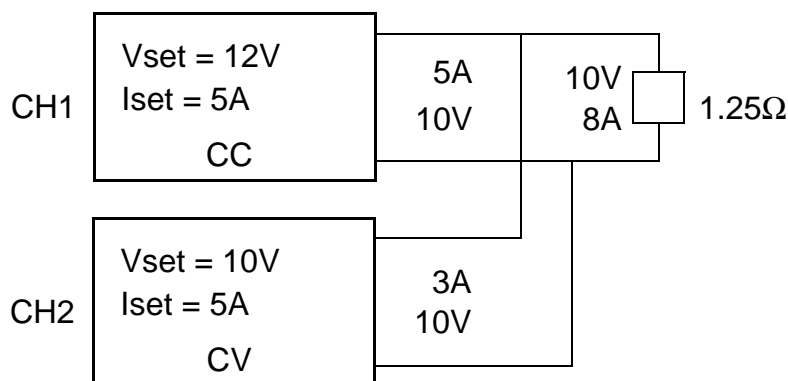 CH1
Vset = 12V
Iset = 5A
CC
5A
10V
10V
8A
1.25Ω
CH2
Vset = 10V
Iset = 5A
CV
3A
10V